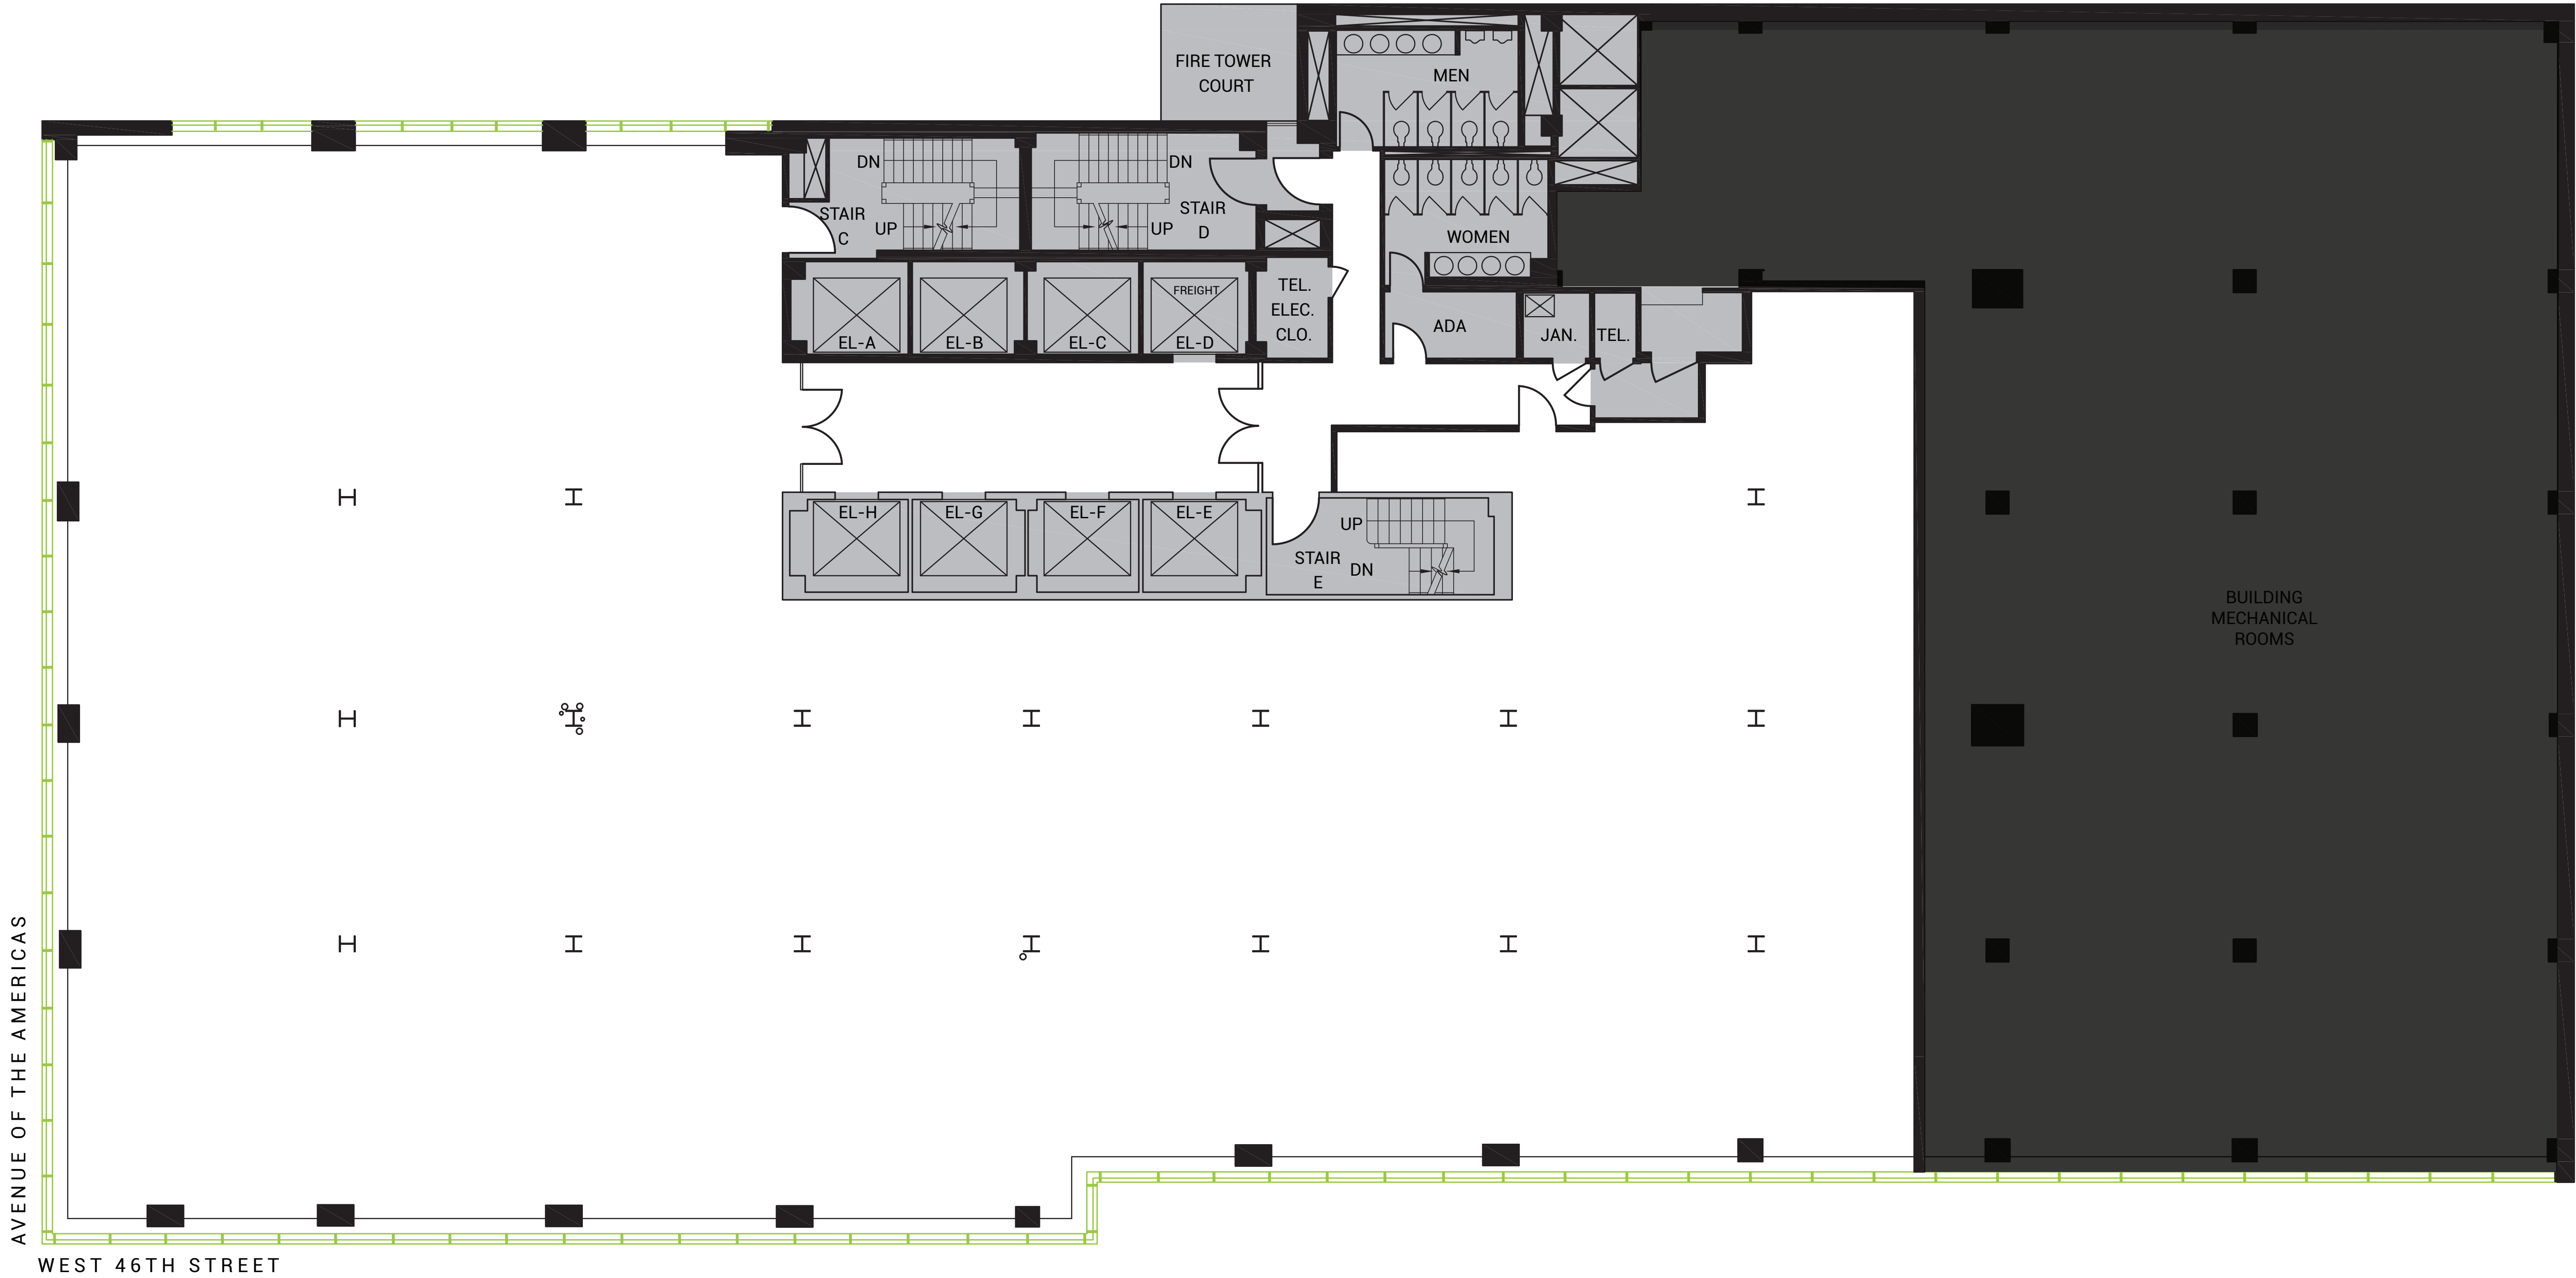 FIRE TOWER
COURT
MEN
DN
DN
STAIR
C
UP
UP
STAIR
D
WOMEN
TEL.
ELEC.
CLO.
FREIGHT
EL-A
EL-B
EL-C
EL-D
ADA
JAN.
TEL.
EL-H
EL-G
EL-F
EL-E
UP
STAIR
E
DN
BUILDING
MECHANICAL
ROOMS
AVENUE OF THE AMERICAS
WEST 46TH STREET